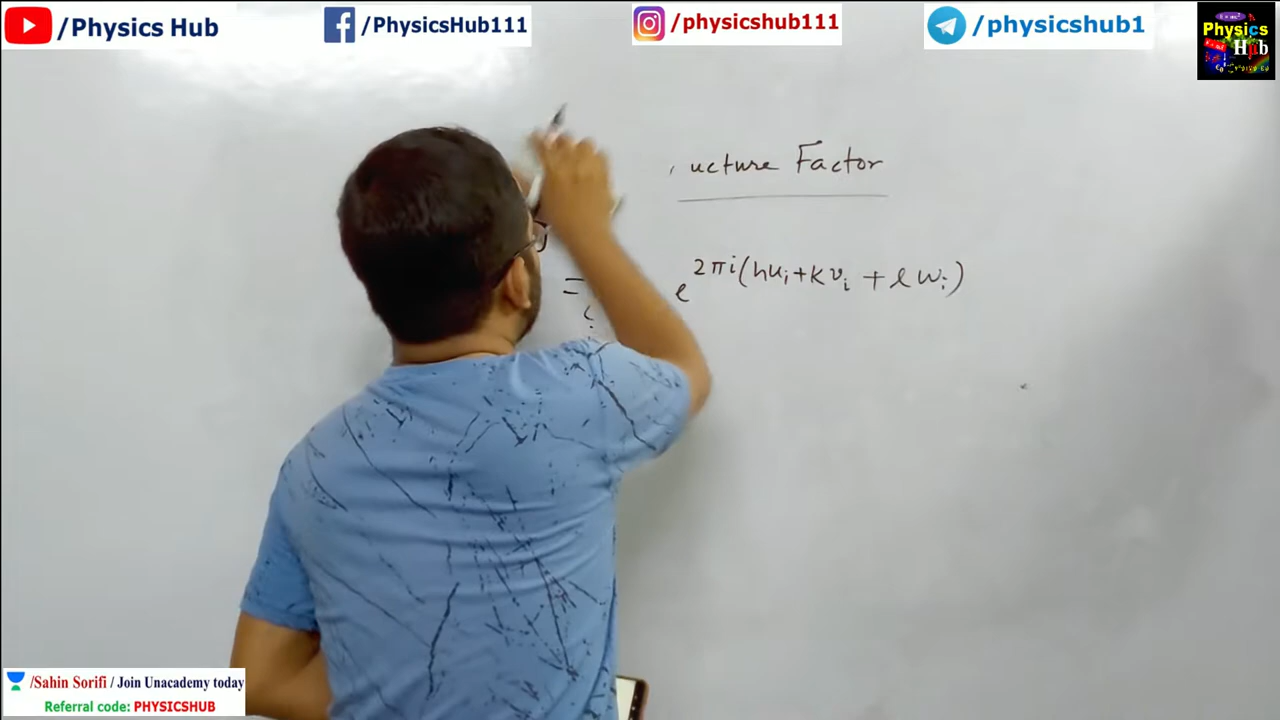 /Physics Hub
/PhysicsHub111
/physicshub111
/physicshub1
Physics
Hub
ucture Factor
= e^{2πi(hu_i+kv_i+lw_i)}
i
/Sahin Sorifi / Join Unacademy today
Referral code: PHYSICSHUB